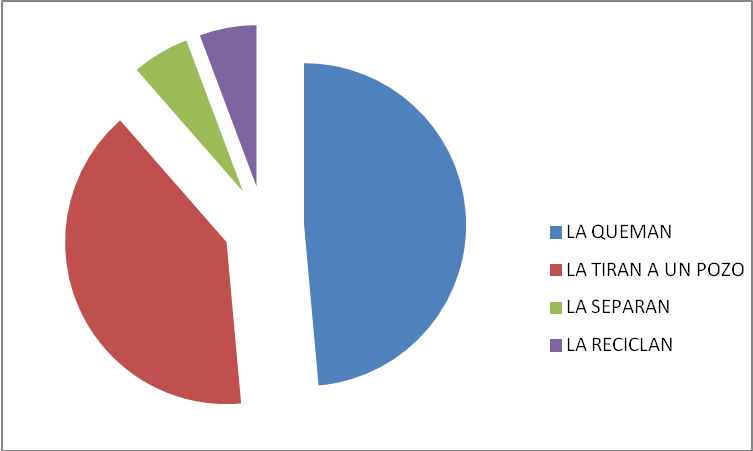 LA QUEMAN
LA TIRAN A UN POZO
LA SEPARAN
LA RECICLAN